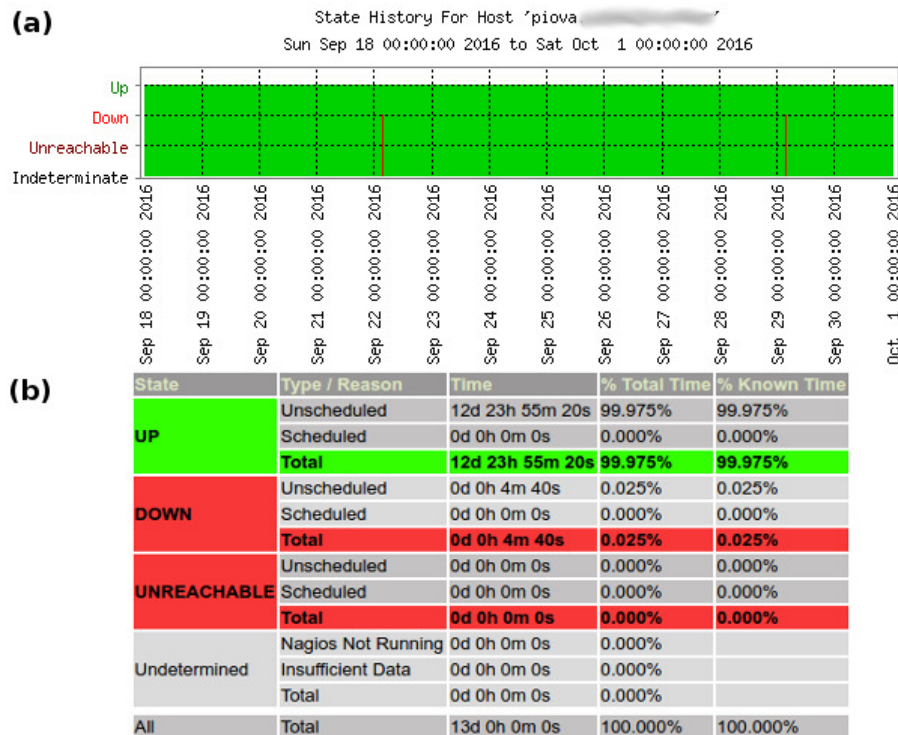 (a)
State History For Host 'piova. '
Sun Sep 18 00:00:00 2016 to Sat Oct 1 00:00:00 2016
Up
Down
Unreachable
Indeterminate
Sep 18 00:00:00 2016
Sep 19 00:00:00 2016
Sep 20 00:00:00 2016
Sep 21 00:00:00 2016
Sep 22 00:00:00 2016
Sep 23 00:00:00 2016
Sep 24 00:00:00 2016
Sep 25 00:00:00 2016
Sep 26 00:00:00 2016
Sep 27 00:00:00 2016
Sep 28 00:00:00 2016
Sep 29 00:00:00 2016
Sep 30 00:00:00 2016
Oct 1 00:00:00 2016
(b)
State Type / Reason Time % Total Time % Known Time
UP
Unscheduled 12d 23h 55m 20s 99.975% 99.975%
Scheduled 0d 0h 0m 0s 0.000% 0.000%
Total 12d 23h 55m 20s 99.975% 99.975%
DOWN
Unscheduled 0d 0h 4m 40s 0.025% 0.025%
Scheduled 0d 0h 0m 0s 0.000% 0.000%
Total 0d 0h 4m 40s 0.025% 0.025%
UNREACHABLE
Unscheduled 0d 0h 0m 0s 0.000% 0.000%
Scheduled 0d 0h 0m 0s 0.000% 0.000%
Total 0d 0h 0m 0s 0.000% 0.000%
Undetermined
Nagios Not Running 0d 0h 0m 0s 0.000%
Insufficient Data 0d 0h 0m 0s 0.000%
Total 0d 0h 0m 0s 0.000%
All Total 13d 0h 0m 0s 100.000% 100.000%